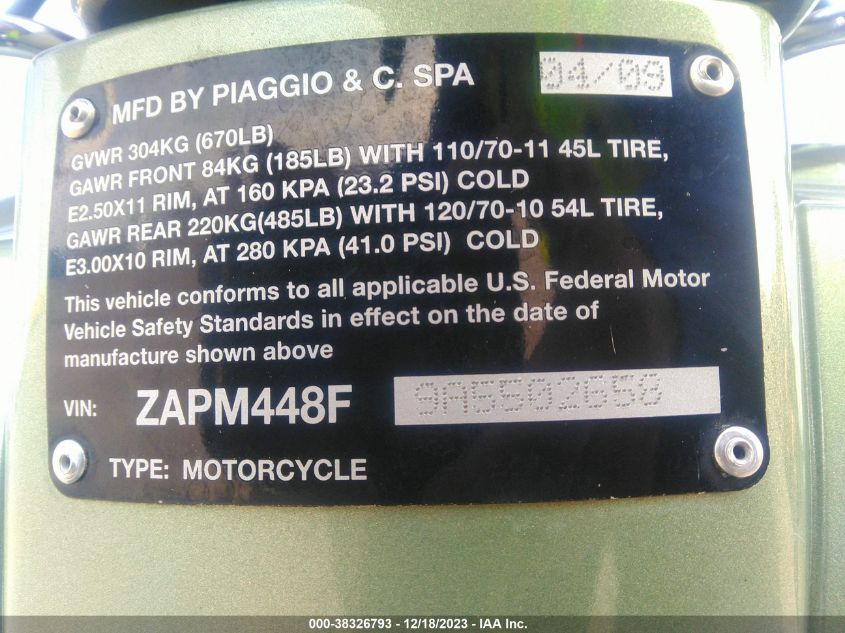 MFD BY PIAGGIO & C. SPA 04/09
GVWR 304KG (670LB)
GAWR FRONT 84KG (185LB) WITH 110/70-11 45L TIRE,
E2.50X11 RIM, AT 160 KPA (23.2 PSI) COLD
GAWR REAR 220KG(485LB) WITH 120/70-10 54L TIRE,
E3.00X10 RIM, AT 280 KPA (41.0 PSI) COLD
This vehicle conforms to all applicable U.S. Federal Motor
Vehicle Safety Standards in effect on the date of
manufacture shown above
VIN: ZAPM448F 9A5502658
TYPE: MOTORCYCLE
000-38326793 - 12/18/2023 - IAA Inc.